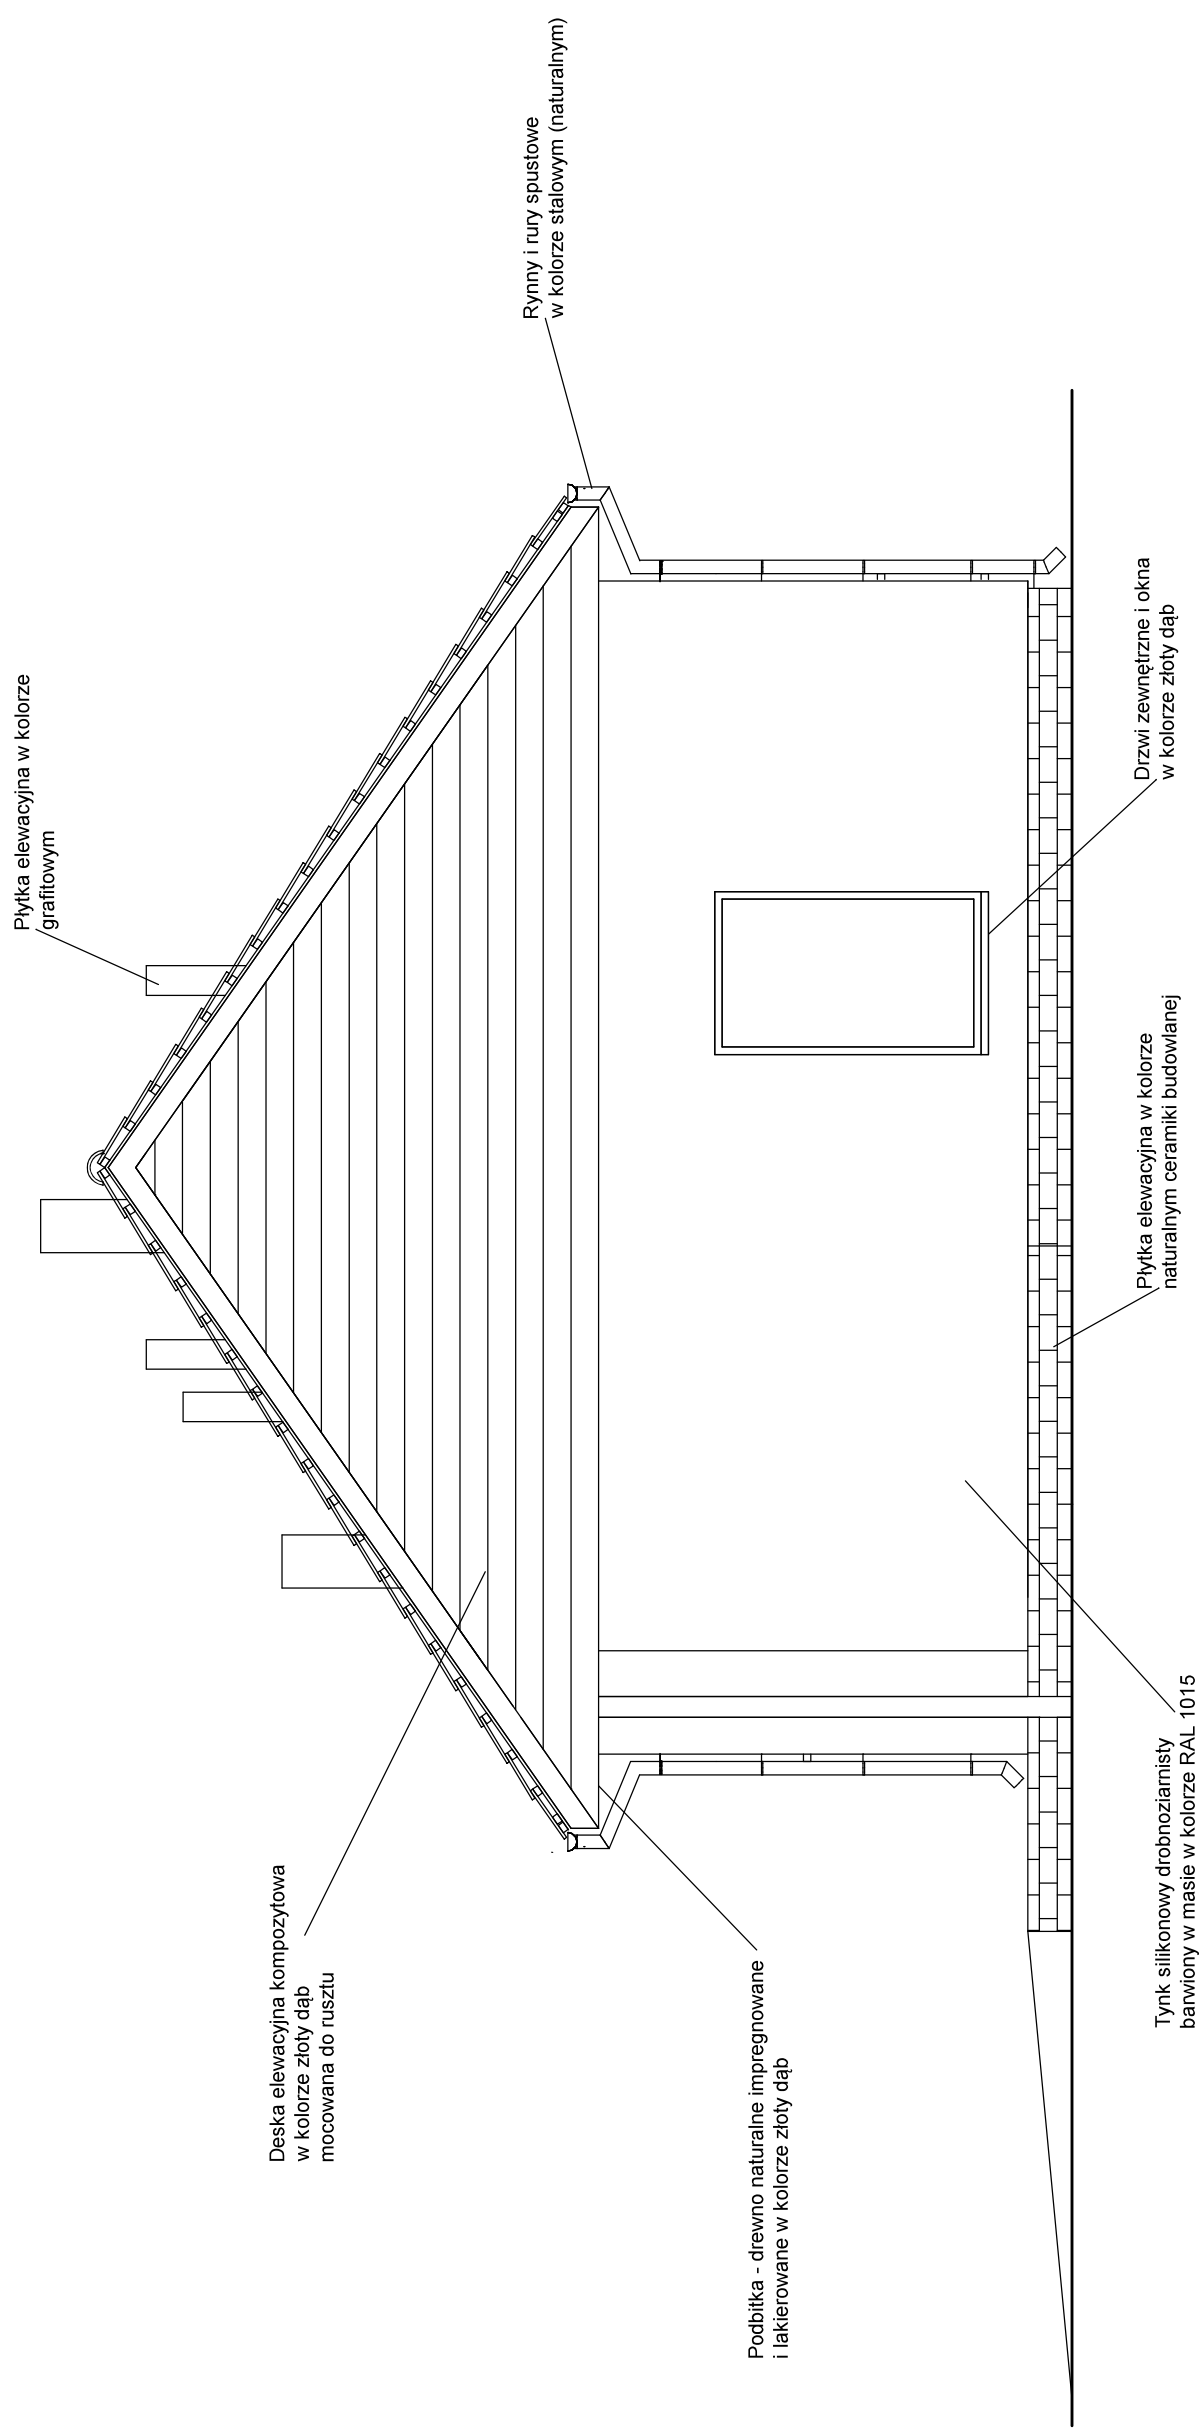 Płytka elewacyjna w kolorze
grafitowym
Rynny i rury spustowe
w kolorze stalowym (naturalnym)
Deska elewacyjna kompozytowa
w kolorze złoty dąb
mocowana do rusztu
Podbitka - drewno naturalne impregnowane
i lakierowane w kolorze złoty dąb
Tynk silikonowy drobnoziarnisty
barwiony w masie w kolorze RAL 1015
Płytka elewacyjna w kolorze
naturalnym ceramiki budowlanej
Drzwi zewnętrzne i okna
w kolorze złoty dąb